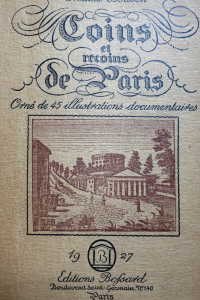 Coins
et
recoins
de Paris
Orné de 45 illustrations documentaires
19 27
B
Editions Bossard
Boulevard Saint-Germain, No 140
Paris